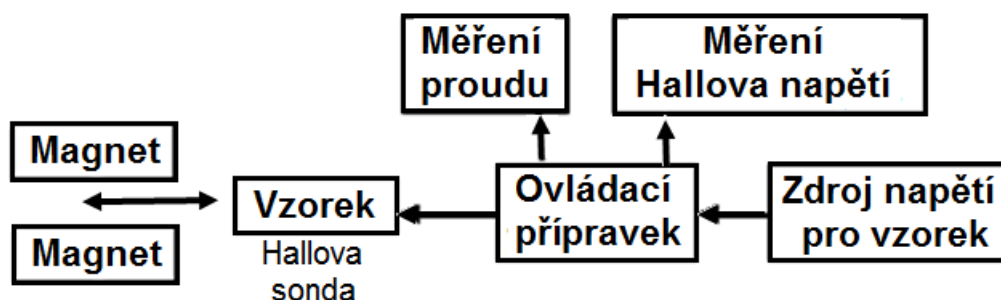 Měření
proudu
Měření
Hallova napětí
Magnet
Magnet
Vzorek
Hallova
sonda
Ovládací
přípravek
Zdroj napětí
pro vzorek